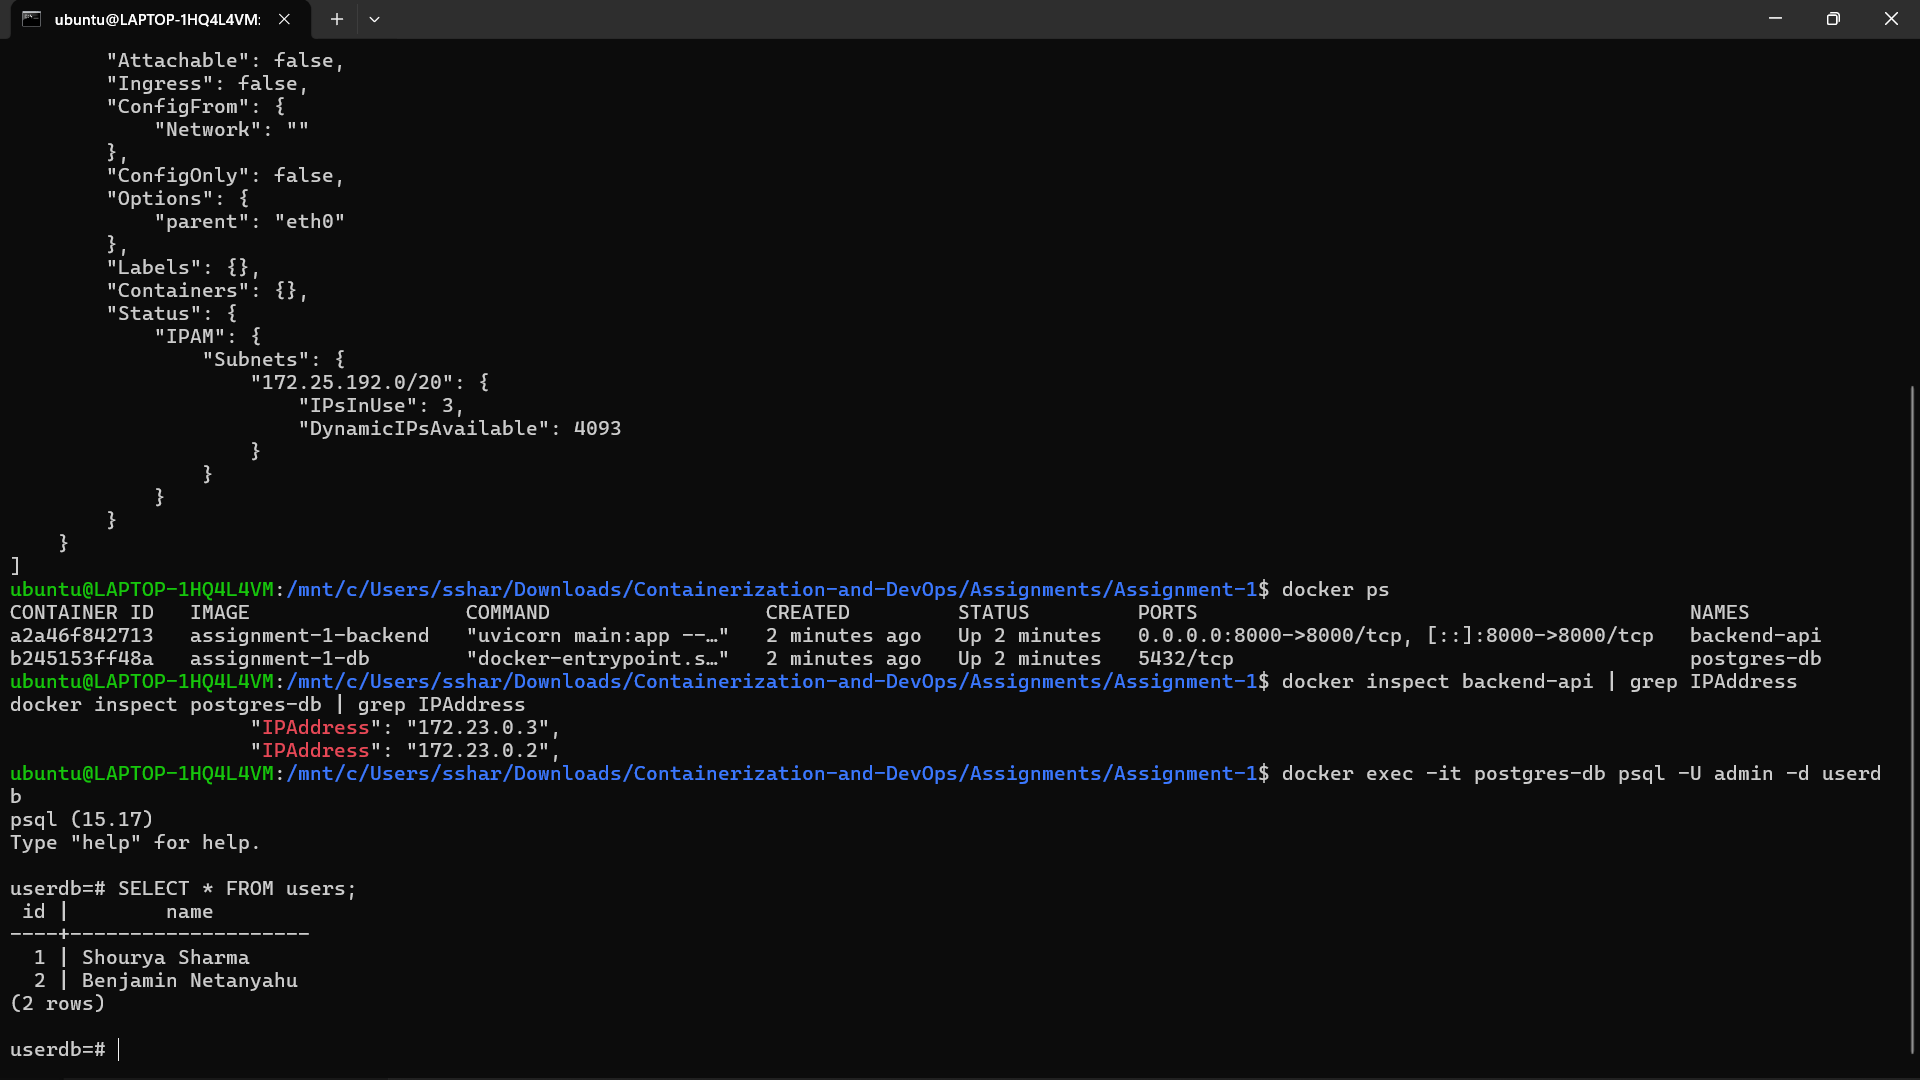 ubuntu@LAPTOP-1HQ4L4VM:
        "Attachable": false,
        "Ingress": false,
        "ConfigFrom": {
            "Network": ""
        },
        "ConfigOnly": false,
        "Options": {
            "parent": "eth0"
        },
        "Labels": {},
        "Containers": {},
        "Status": {
            "IPAM": {
                "Subnets": {
                    "172.25.192.0/20": {
                        "IPsInUse": 3,
                        "DynamicIPsAvailable": 4093
                    }
                }
            }
        }
    }
]
ubuntu@LAPTOP-1HQ4L4VM:/mnt/c/Users/sshar/Downloads/Containerization-and-DevOps/Assignments/Assignment-1$ docker ps
CONTAINER ID   IMAGE                  COMMAND                  CREATED         STATUS         PORTS                                         NAMES
a2a46f842713   assignment-1-backend   "uvicorn main:app --…"   2 minutes ago   Up 2 minutes   0.0.0.0:8000->8000/tcp, [::]:8000->8000/tcp   backend-api
b245153ff48a   assignment-1-db        "docker-entrypoint.s…"   2 minutes ago   Up 2 minutes   5432/tcp                                      postgres-db
ubuntu@LAPTOP-1HQ4L4VM:/mnt/c/Users/sshar/Downloads/Containerization-and-DevOps/Assignments/Assignment-1$ docker inspect backend-api | grep IPAddress
docker inspect postgres-db | grep IPAddress
                    "IPAddress": "172.23.0.3",
                    "IPAddress": "172.23.0.2",
ubuntu@LAPTOP-1HQ4L4VM:/mnt/c/Users/sshar/Downloads/Containerization-and-DevOps/Assignments/Assignment-1$ docker exec -it postgres-db psql -U admin -d userd
b
psql (15.17)
Type "help" for help.

userdb=# SELECT * FROM users;
 id |        name
----+--------------------
  1 | Shourya Sharma
  2 | Benjamin Netanyahu
(2 rows)

userdb=#